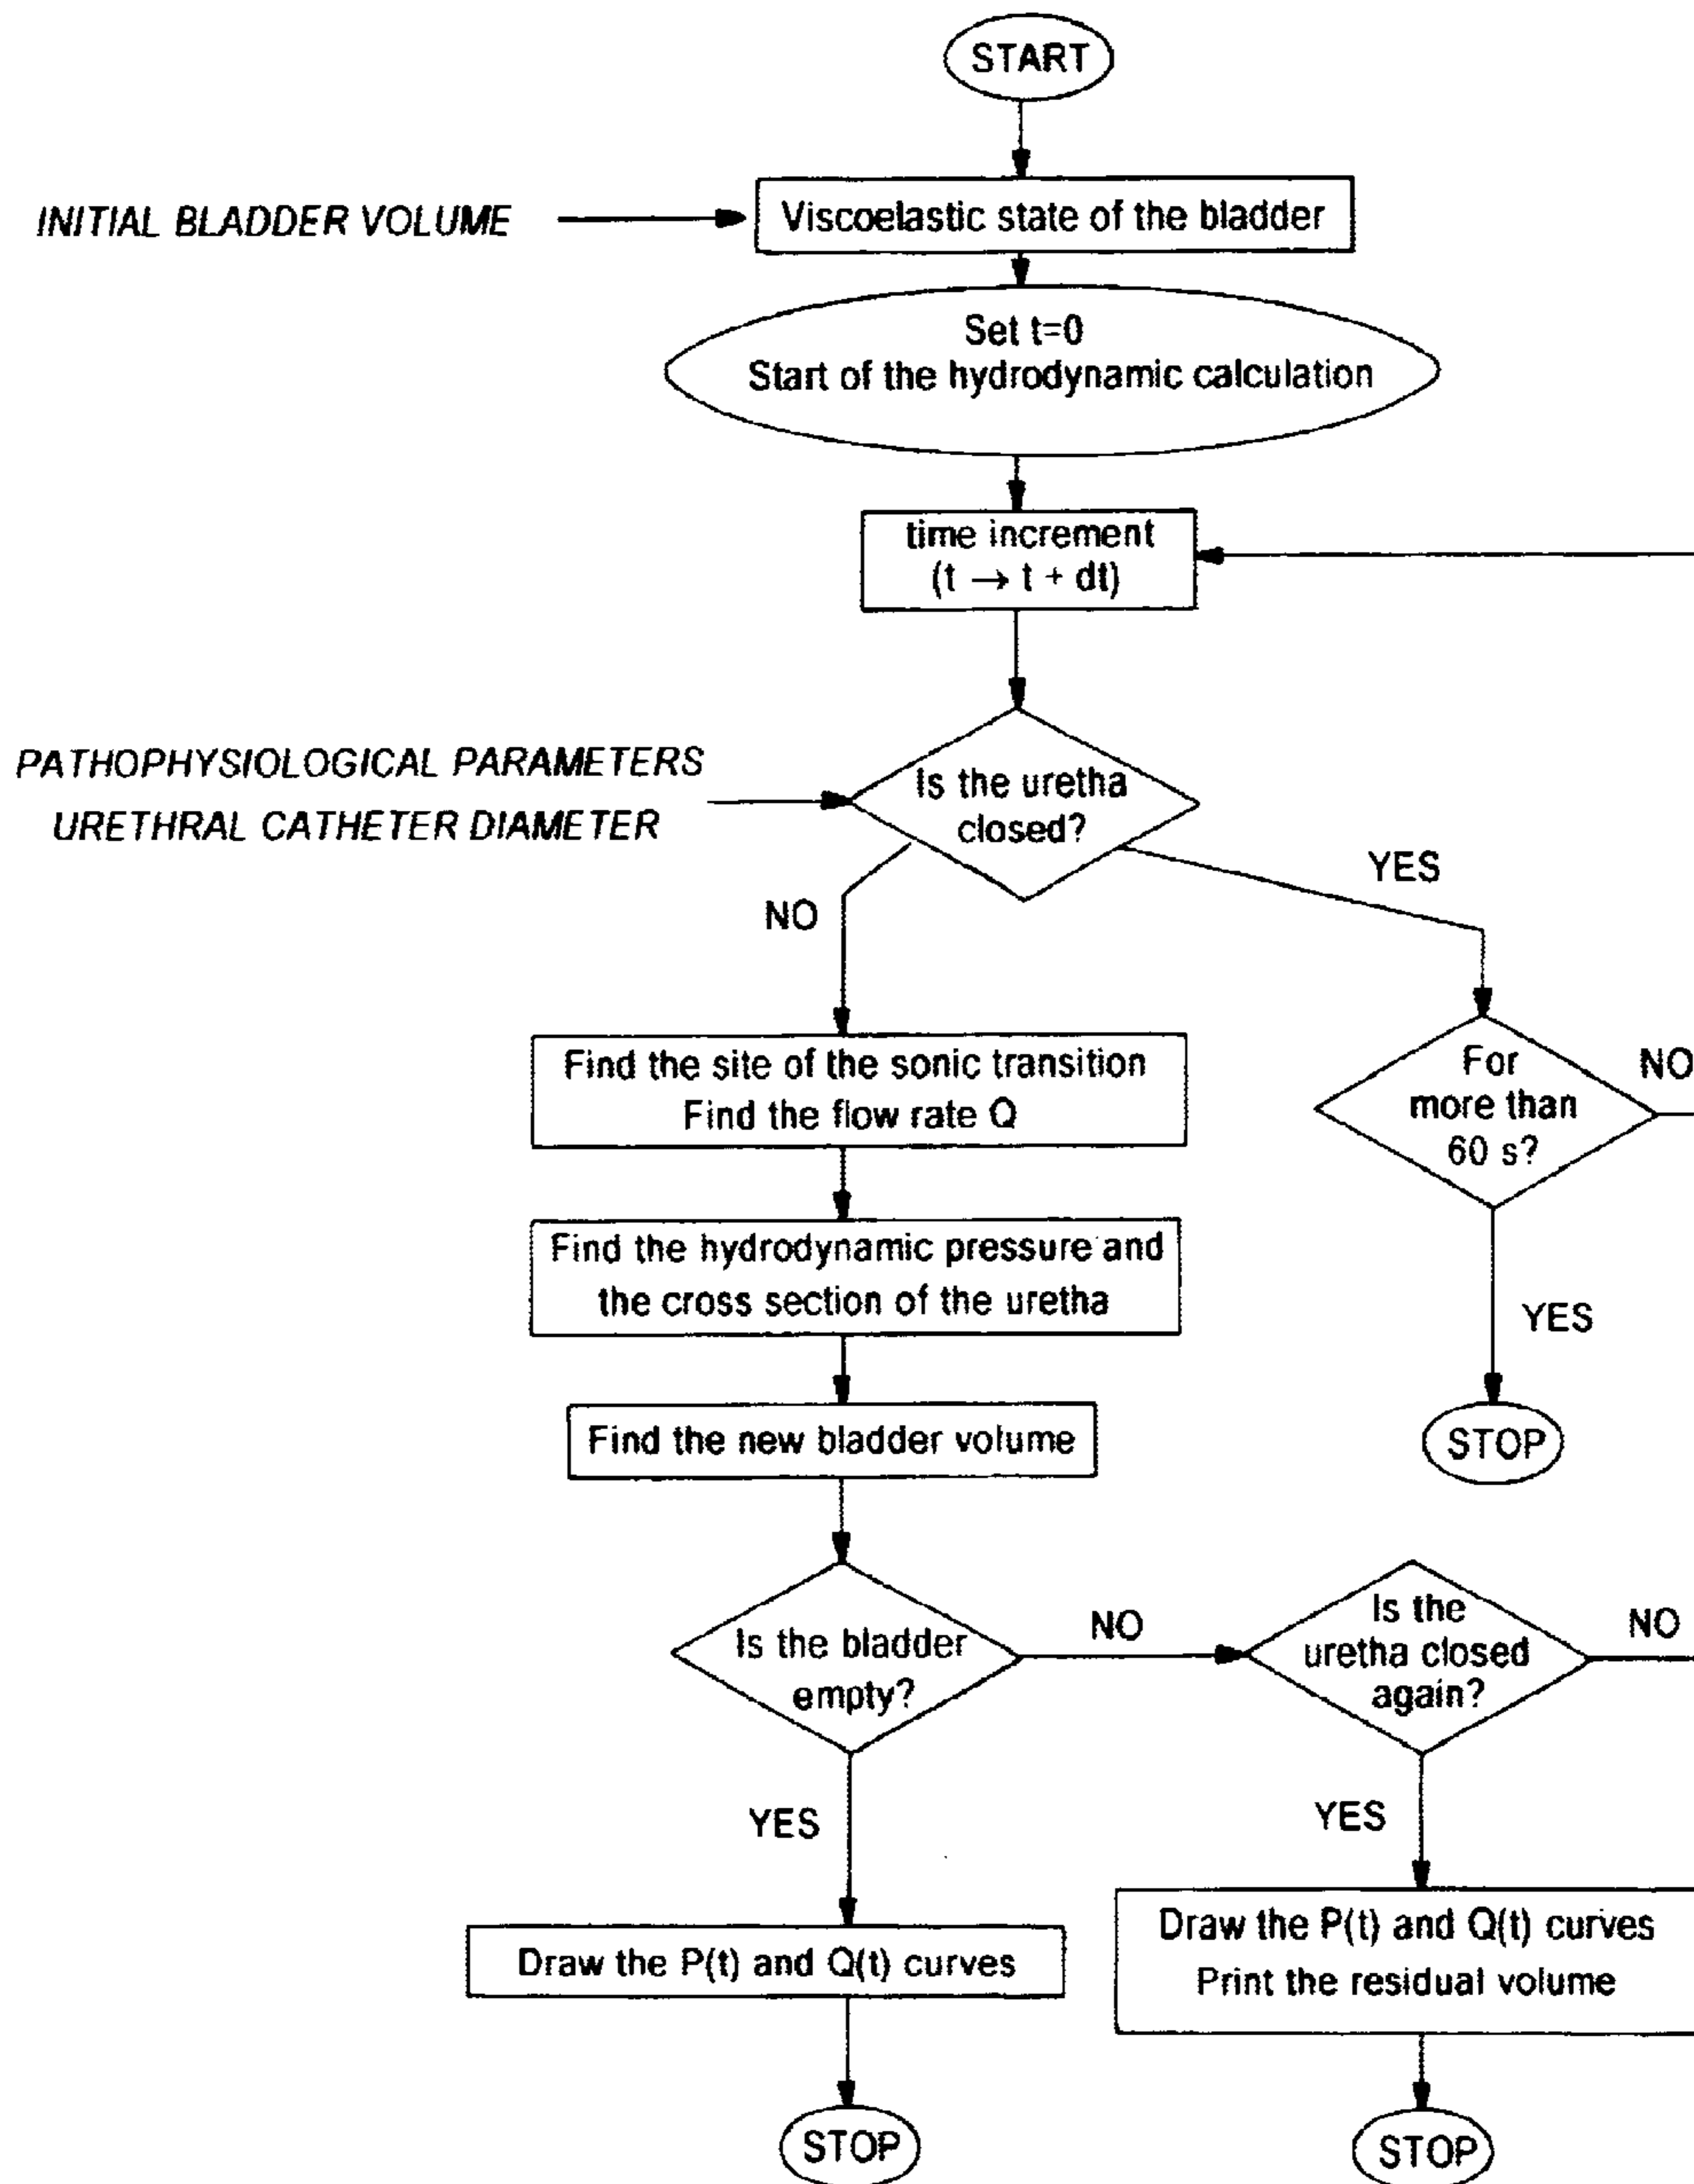 START
INITIAL BLADDER VOLUME
Viscoelastic state of the bladder
Set t=0
Start of the hydrodynamic calculation
time increment
(t → t + dt)
PATHOPHYSIOLOGICAL PARAMETERS
URETHRAL CATHETER DIAMETER
Is the uretha
closed?
NO
YES
Find the site of the sonic transition
Find the flow rate Q
For
more than
60 s?
NO
Find the hydrodynamic pressure and
the cross section of the uretha
YES
Find the new bladder volume
STOP
Is the bladder
empty?
NO
Is the
uretha closed
again?
NO
YES
YES
Draw the P(t) and Q(t) curves
Draw the P(t) and Q(t) curves
Print the residual volume
STOP
STOP